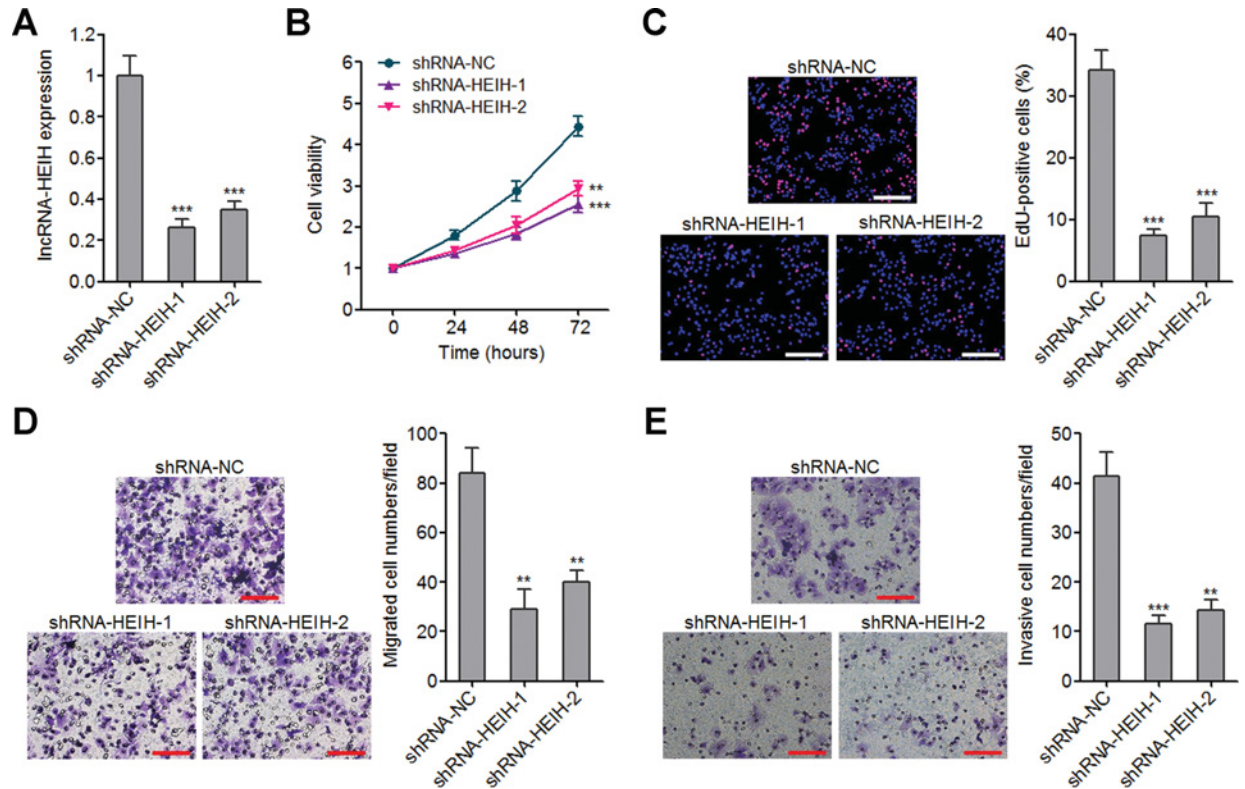 A
lncRNA-HEIH expression
1.2
1
0.8
0.6
0.4
0.2
0.0
***
***
shRNA-NC
shRNA-HEIH-1
shRNA-HEIH-2
B
shRNA-NC
shRNA-HEIH-1
shRNA-HEIH-2
Cell viability
6
5
4
3
2
1
0
**
***
0
24
48
72
Time (hours)
C
shRNA-NC
shRNA-HEIH-1
shRNA-HEIH-2
EdU-positive cells (%)
40
30
20
10
0
***
***
shRNA-NC
shRNA-HEIH-1
shRNA-HEIH-2
D
shRNA-NC
shRNA-HEIH-1
shRNA-HEIH-2
Migrated cell numbers/field
100
80
60
40
20
0
**
**
shRNA-NC
shRNA-HEIH-1
shRNA-HEIH-2
E
shRNA-NC
shRNA-HEIH-1
shRNA-HEIH-2
Invasive cell numbers/field
50
40
30
20
10
0
***
**
shRNA-NC
shRNA-HEIH-1
shRNA-HEIH-2